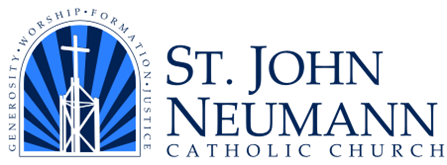 GENEROSITY•WORSHIP•FORMATION•JUSTICE
ST. JOHN
NEUMANN
CATHOLIC CHURCH